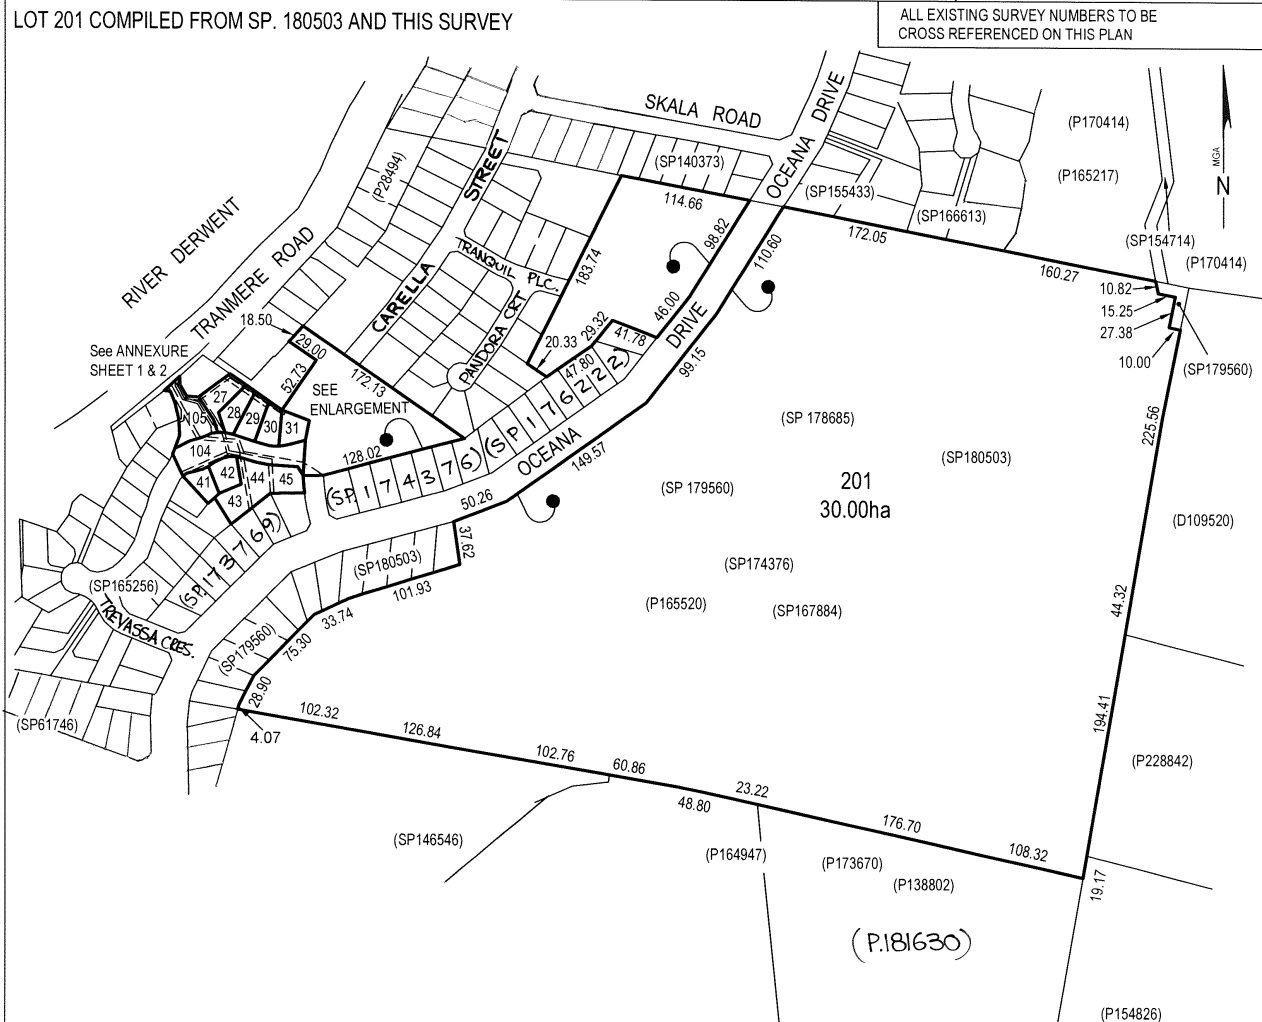 LOT 201 COMPILED FROM SP. 180503 AND THIS SURVEY
ALL EXISTING SURVEY NUMBERS TO BE
CROSS REFERENCED ON THIS PLAN
SKALA ROAD
OCEANA DRIVE
(P170414)
MGA
N
(P28494)
STREET
(SP140373)
(P165217)
(SP155433)
(SP166613)
114.66
172.05
(SP154714)
RIVER DERWENT
TRANMERE ROAD
TRANQUIL PLC.
98.82
110.60
160.27
(P170414)
CARELLA
183.74
10.82
15.25
27.38
10.00
PANDORA CRT
46.00
18.50
29.00
20.33
29.32
41.78
DRIVE
(SP179560)
See ANNEXURE
SHEET 1 & 2
52.73
172.13
47.80
99.15
SEE
ENLARGEMENT
(SP176222)
27
28
29
30
31
105
104
(SP 178685)
225.56
128.02
OCEANA
149.57
(SP180503)
41
42
43
44
45
(SP.174376)
201
30.00ha
(SP 179560)
50.26
(D109520)
(SP.173769)
37.62
(SP180503)
(SP174376)
(SP165256)
101.93
(P165520)
(SP167884)
44.32
TREVASSA CRES.
33.74
(SP179560)
75.30
28.90
194.41
102.32
126.84
4.07
(SP61746)
102.76
60.86
(P228842)
23.22
48.80
176.70
(SP146546)
(P164947)
108.32
(P173670)
(P138802)
19.17
(P.181630)
(P154826)